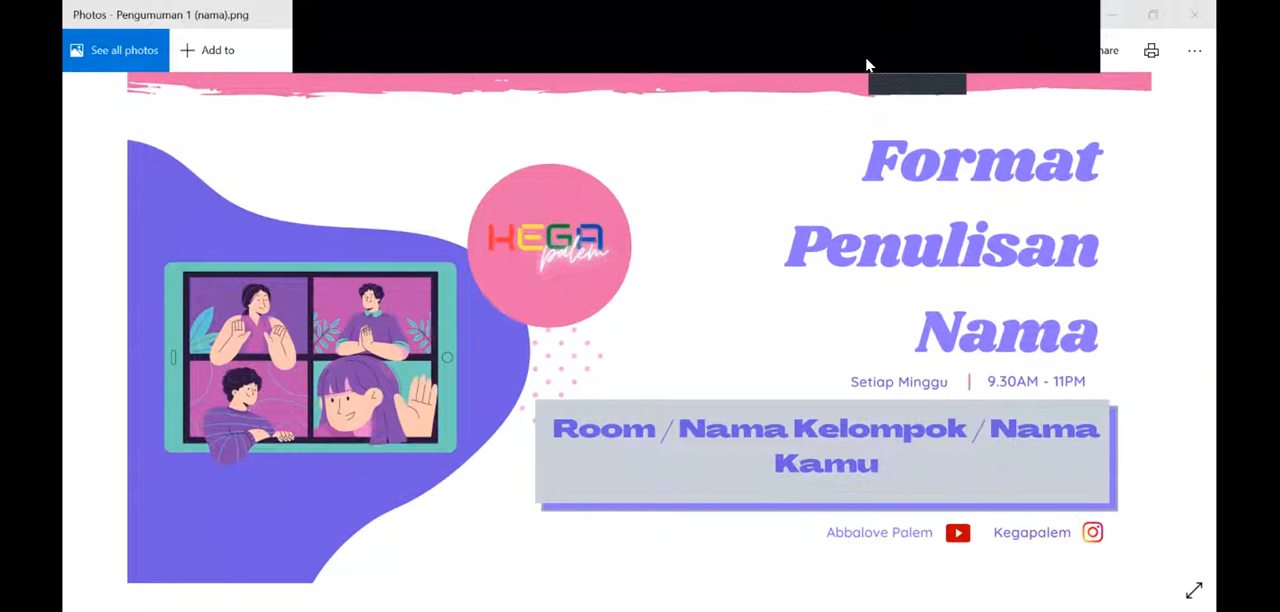 Photos - Pengumuman 1 (nama).png
See all photos
Add to
hare
KEGA
palem
Format
Penulisan
Nama
Setiap Minggu | 9.30AM - 11PM
Room / Nama Kelompok / Nama
Kamu
Abbalove Palem
Kegapalem